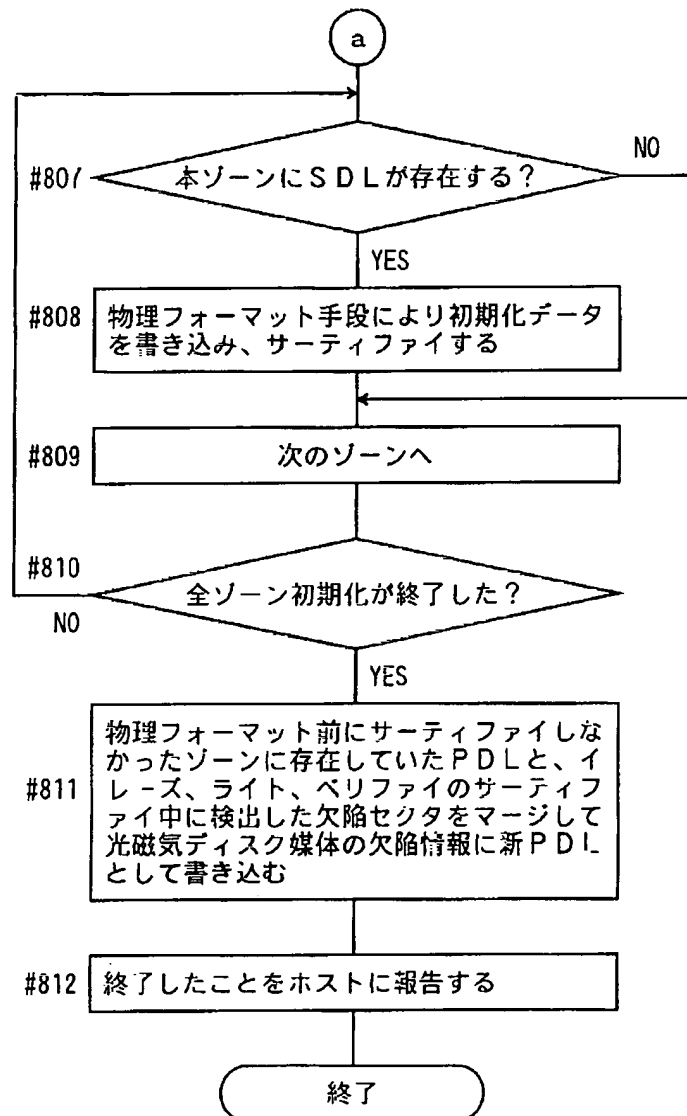 a
NO
#807
本ゾーンにSDLが存在する?
YES
#808
物理フォーマット手段により初期化データ
を書き込み、サーティファイする
#809
次のゾーンへ
#810
全ゾーン初期化が終了した?
NO
YES
#811
物理フォーマット前にサーティファイしな
かったゾーンに存在していたPDLと、イ
レーズ、ライト、ベリファイのサーティフ
ァイ中に検出した欠陥セクタをマージして
光磁気ディスク媒体の欠陥情報に新PDL
として書き込む
#812
終了したことをホストに報告する
終了